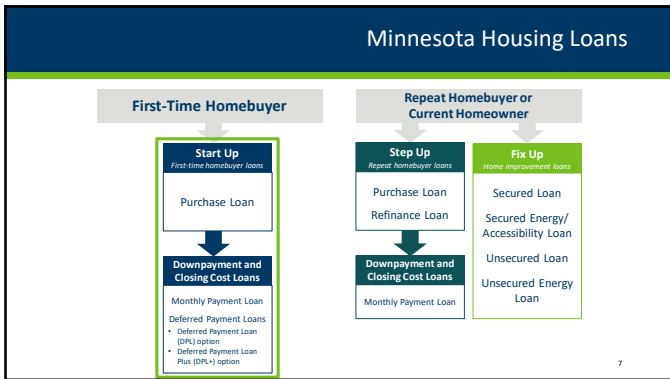 Minnesota Housing Loans
First-Time Homebuyer
Start Up
First-time homebuyer loans
Purchase Loan
Downpayment and
Closing Cost Loans
Monthly Payment Loan
Deferred Payment Loans
• Deferred Payment Loan
(DPL) option
• Deferred Payment Loan
Plus (DPL+) option
Repeat Homebuyer or
Current Homeowner
Step Up
Repeat homebuyer loans
Purchase Loan
Refinance Loan
Downpayment and
Closing Cost Loans
Monthly Payment Loan
Fix Up
Home improvement loans
Secured Loan
Secured Energy/
Accessibility Loan
Unsecured Loan
Unsecured Energy
Loan
7